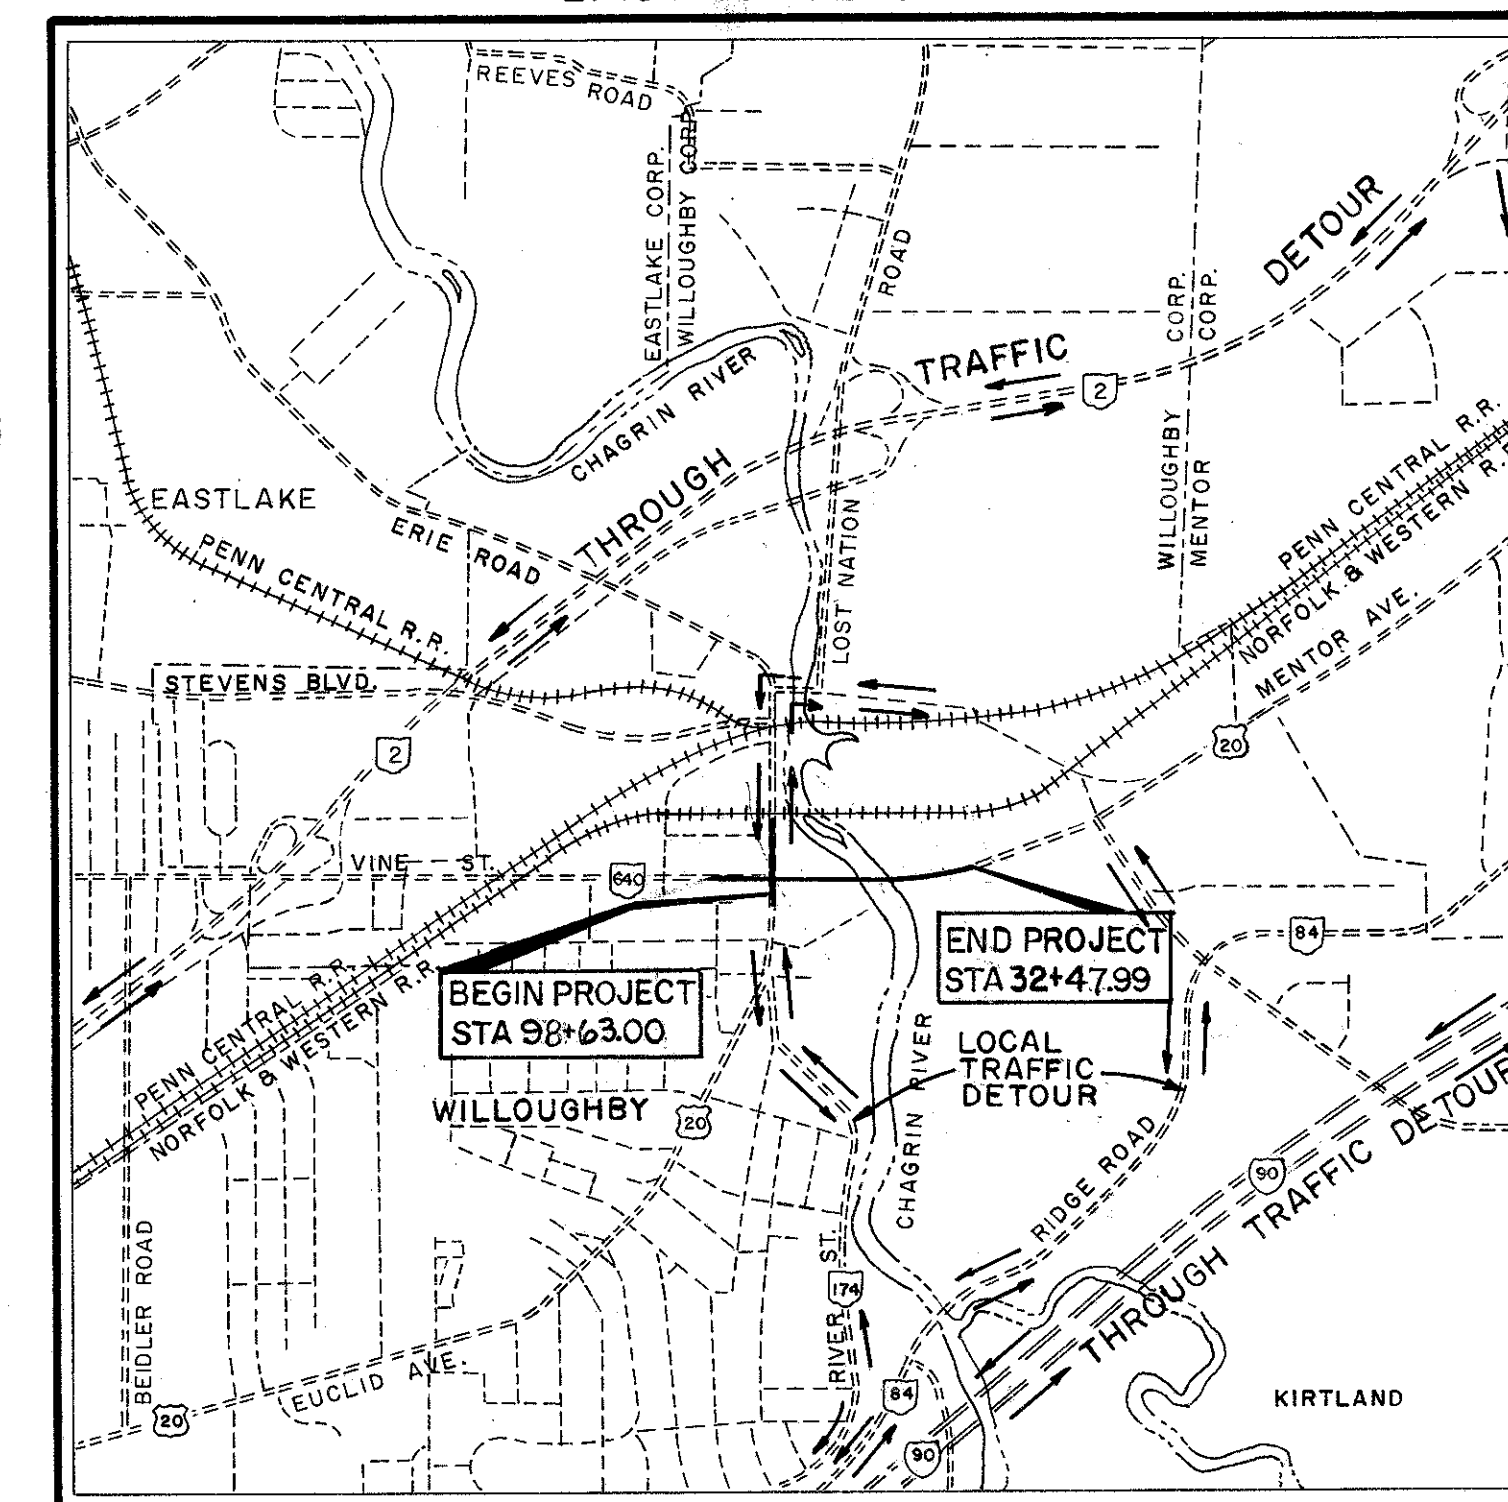 REEVES ROAD
EASTLAKE CORP.
WILLOUGHBY CORP.
ROAD
DETOUR
CORP.
CORP.
TRAFFIC
2
CHAGRIN RIVER
THROUGH
WILLOUGHBY
MENTOR
PENN CENTRAL R.R.
NORFOLK & WESTERN R.R.
EASTLAKE
ERIE ROAD
PENN CENTRAL R.R.
LOST NATION
MENTOR AVE.
STEVENS BLVD.
2
20
VINE ST.
640
84
END PROJECT
STA 32+47.99
BEGIN PROJECT
STA 98+63.00
PENN CENTRAL R.R.
NORFOLK & WESTERN R.R.
LOCAL
TRAFFIC
DETOUR
WILLOUGHBY
20
CHAGRIN RIVER
RIDGE ROAD
90
THROUGH TRAFFIC DETOUR
BEIDLER ROAD
RIVER ST.
174
EUCLID AVE.
20
84
90
KIRTLAND